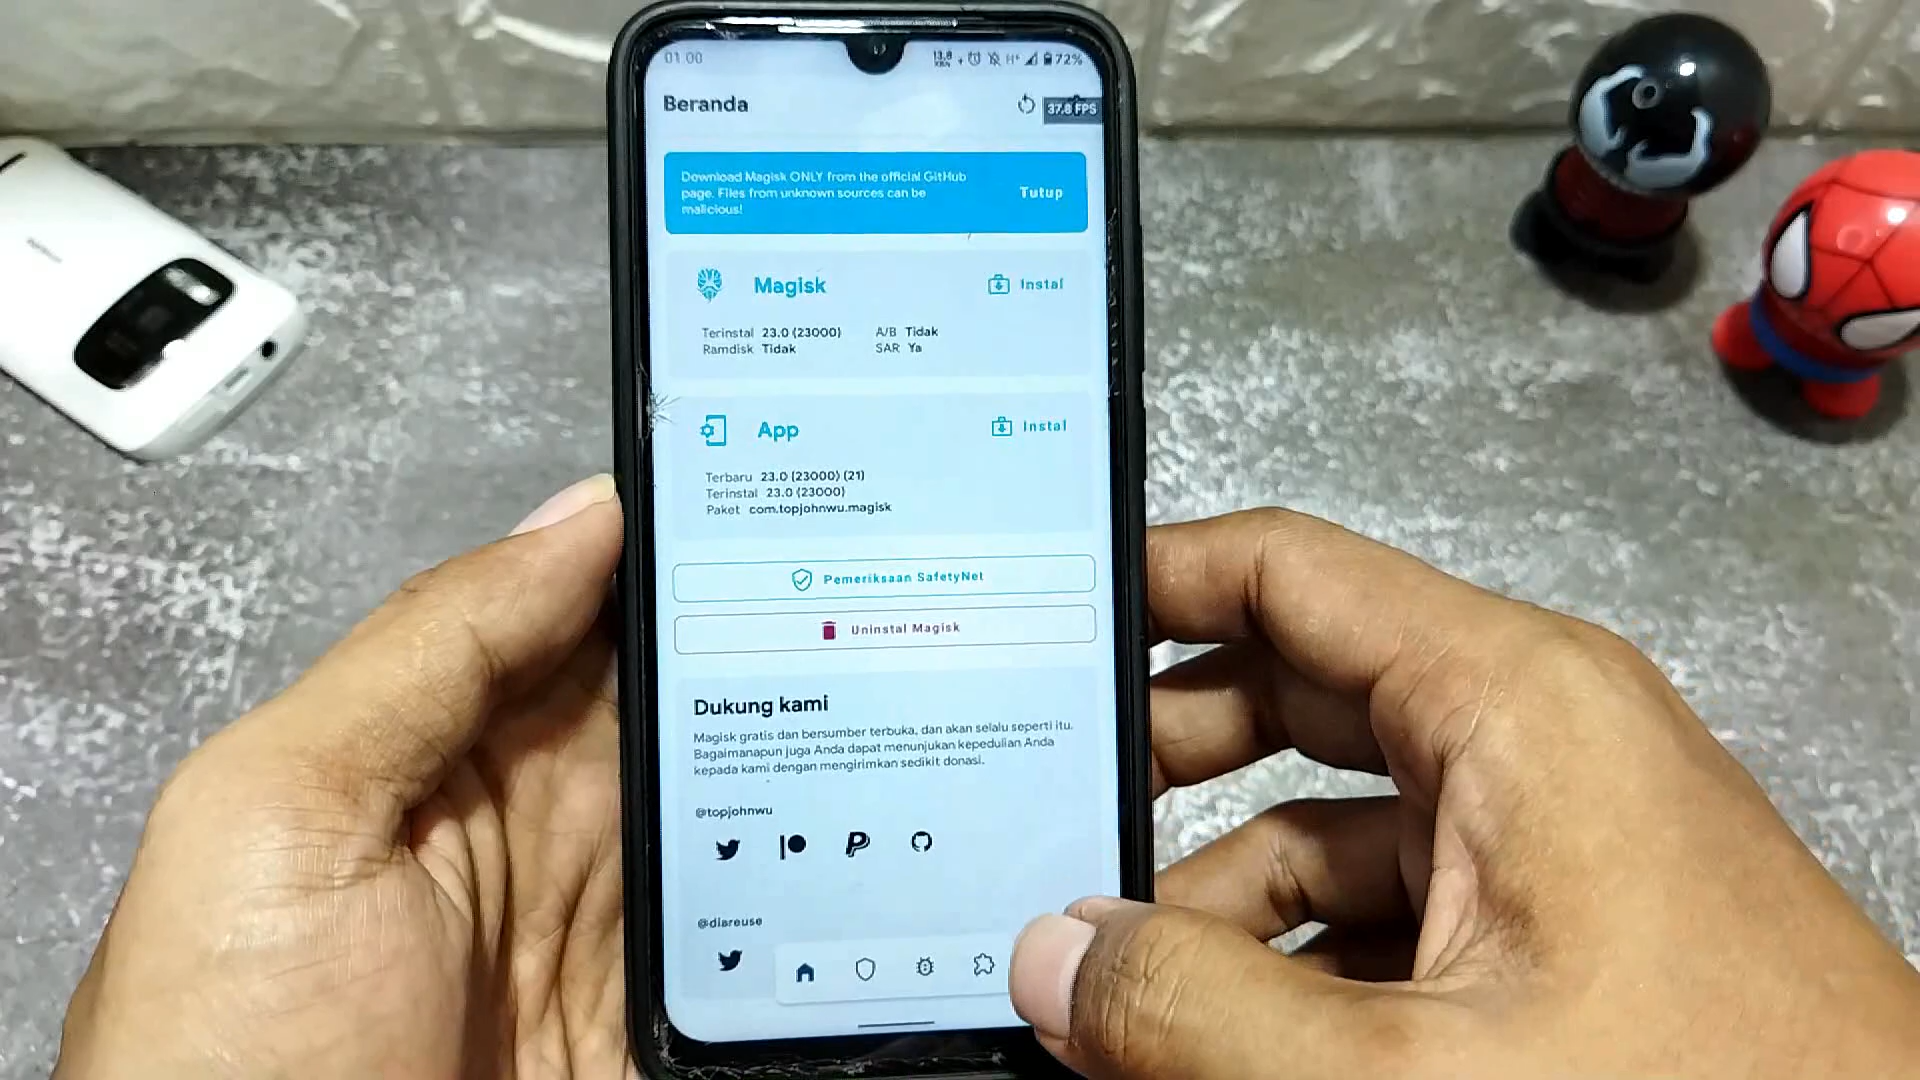 01.00
72%
Beranda
37.8 FPS
Download Magisk ONLY from the official GitHub
page. Files from unknown sources can be
malicious!
Tutup
Magisk
Instal
Terinstal 23.0 (23000)
A/B Tidak
Ramdisk Tidak
SAR Ya
App
Instal
Terbaru 23.0 (23000) (21)
Terinstal 23.0 (23000)
Paket com.topjohnwu.magisk
Pemeriksaan SafetyNet
Uninstal Magisk
Dukung kami
Magisk gratis dan bersumber terbuka, dan akan selalu seperti itu.
Bagaimanapun juga Anda dapat menunjukan kepedulian Anda
kepada kami dengan mengirimkan sedikit donasi.
@topjohnwu
@diareuse